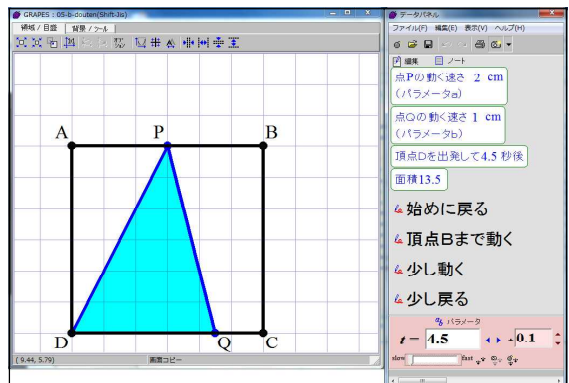 GRAPES : 05-b-douten(Shift-Jis)
領域 / 目盛 背景 / ツール
A P B
D Q C
( 9.44, 5.79) 画面コピー
データパネル
ファイル(F) 編集(E) 表示(V) ヘルプ(H)
編集 ノート
点Pの動く速さ 2 cm
(パラメータa)
点Qの動く速さ 1 cm
(パラメータb)
頂点Dを出発して4.5 秒後
面積13.5
始めに戻る
頂点Bまで動く
少し動く
少し戻る
パラメータ
t = 4.5 0.1
slow fast